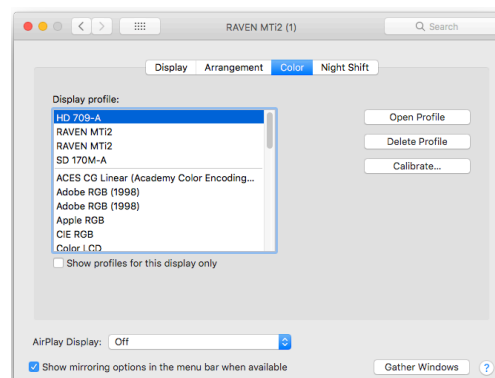 RAVEN MTi2 (1)
Search
Display Arrangement Color Night Shift
Display profile:
HD 709-A
RAVEN MTi2
RAVEN MTi2
SD 170M-A
ACES CG Linear (Academy Color Encoding...
Adobe RGB (1998)
Adobe RGB (1998)
Apple RGB
CIE RGB
Color LCD
Open Profile
Delete Profile
Calibrate...
Show profiles for this display only
AirPlay Display: Off
Show mirroring options in the menu bar when available
Gather Windows ?